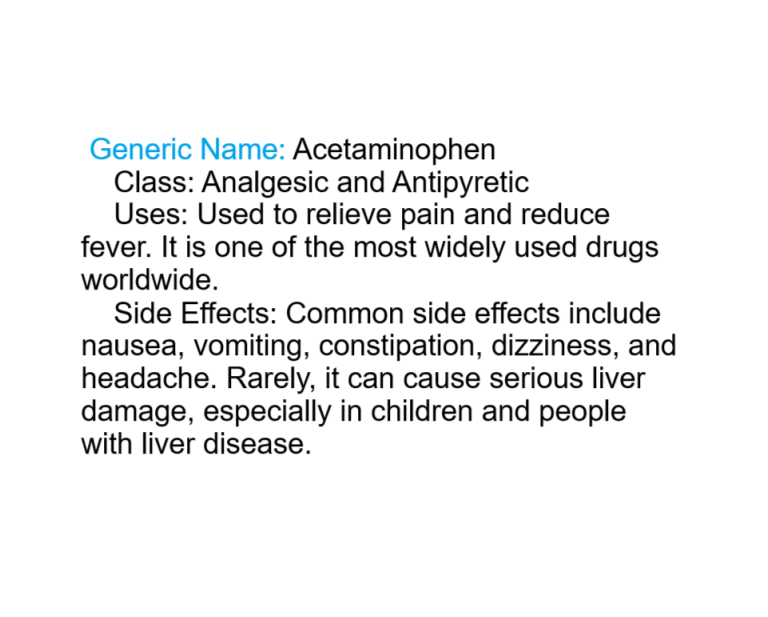 Generic Name: Acetaminophen
Class: Analgesic and Antipyretic
Uses: Used to relieve pain and reduce
fever. It is one of the most widely used drugs
worldwide.
Side Effects: Common side effects include
nausea, vomiting, constipation, dizziness, and
headache. Rarely, it can cause serious liver
damage, especially in children and people
with liver disease.